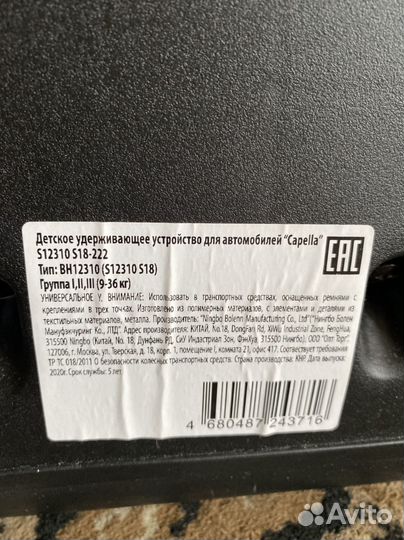 Детское удерживающее устройство для автомобилей "Capella"
S12310 S18-222
Тип: BH12310 (S12310 S18)
Группа I,II,III (9-36 кг)
EAC
УНИВЕРСАЛЬНОЕ У. ВНИМАНИЕ: Использовать в транспортных средствах, оснащенных ремнями с
креплениями в трех точках. Изготовлено из полимерных материалов, с элементами и деталями из
текстильных материалов, металла. Производитель: "Ningbo Bolenn Manufacturing Co., Ltd" ("Нингбо Болен
Мануфэкчуринг Ко., ЛТД". Адрес производителя: КИТАЙ, No.18, DongFan Rd, XiWu Industrial Zone, FengHua,
315500 Ningbo (Китай, No. 18, Дунфань РД, СиУ Индастриал Зон, ФэнХуа, 315500 Нингбо). ООО "Опт Торг".
127006, г. Москва, ул. Тверская, д. 18, корп. 1, помещение I, комната 21, офис 417. Соответствует требованиям
ТР ТС 018/2011 О безопасности колесных транспортных средств. Страна производства: КНР. Дата выпуска:
2020г. Срок службы: 5 лет
4 680487 243716
Avito